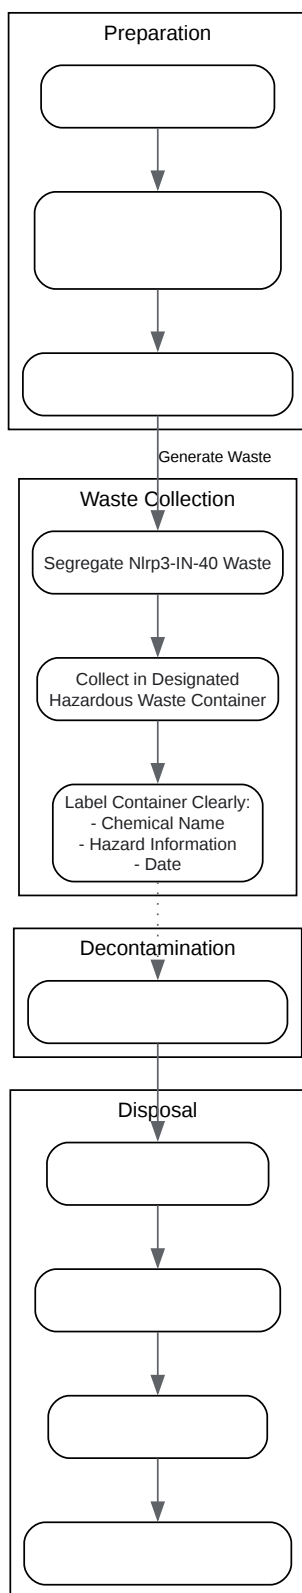 Preparation
Generate Waste
Waste Collection
Segregate Nlrp3-IN-40 Waste
Collect in Designated
Hazardous Waste Container
Label Container Clearly:
- Chemical Name
- Hazard Information
- Date
Decontamination
Disposal